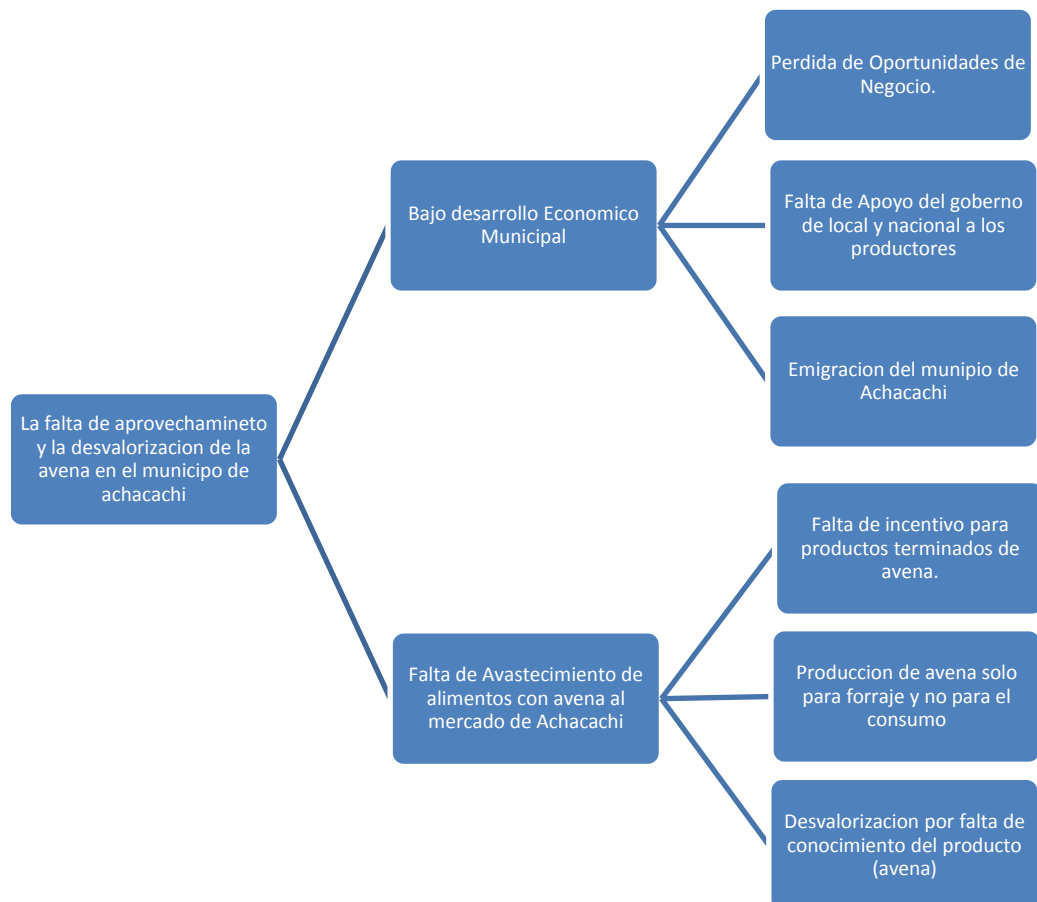 Perdida de Oportunidades de
Negocio.
Falta de Apoyo del goberno
de local y nacional a los
productores
Bajo desarrollo Economico
Municipal
Emigracion del munipio de
Achacachi
La falta de aprovechamineto
y la desvalorizacion de la
avena en el municipo de
achacachi
Falta de incentivo para
productos terminados de
avena.
Falta de Avastecimiento de
alimentos con avena al
mercado de Achacachi
Produccion de avena solo
para forraje y no para el
consumo
Desvalorizacion por falta de
conocimiento del producto
(avena)